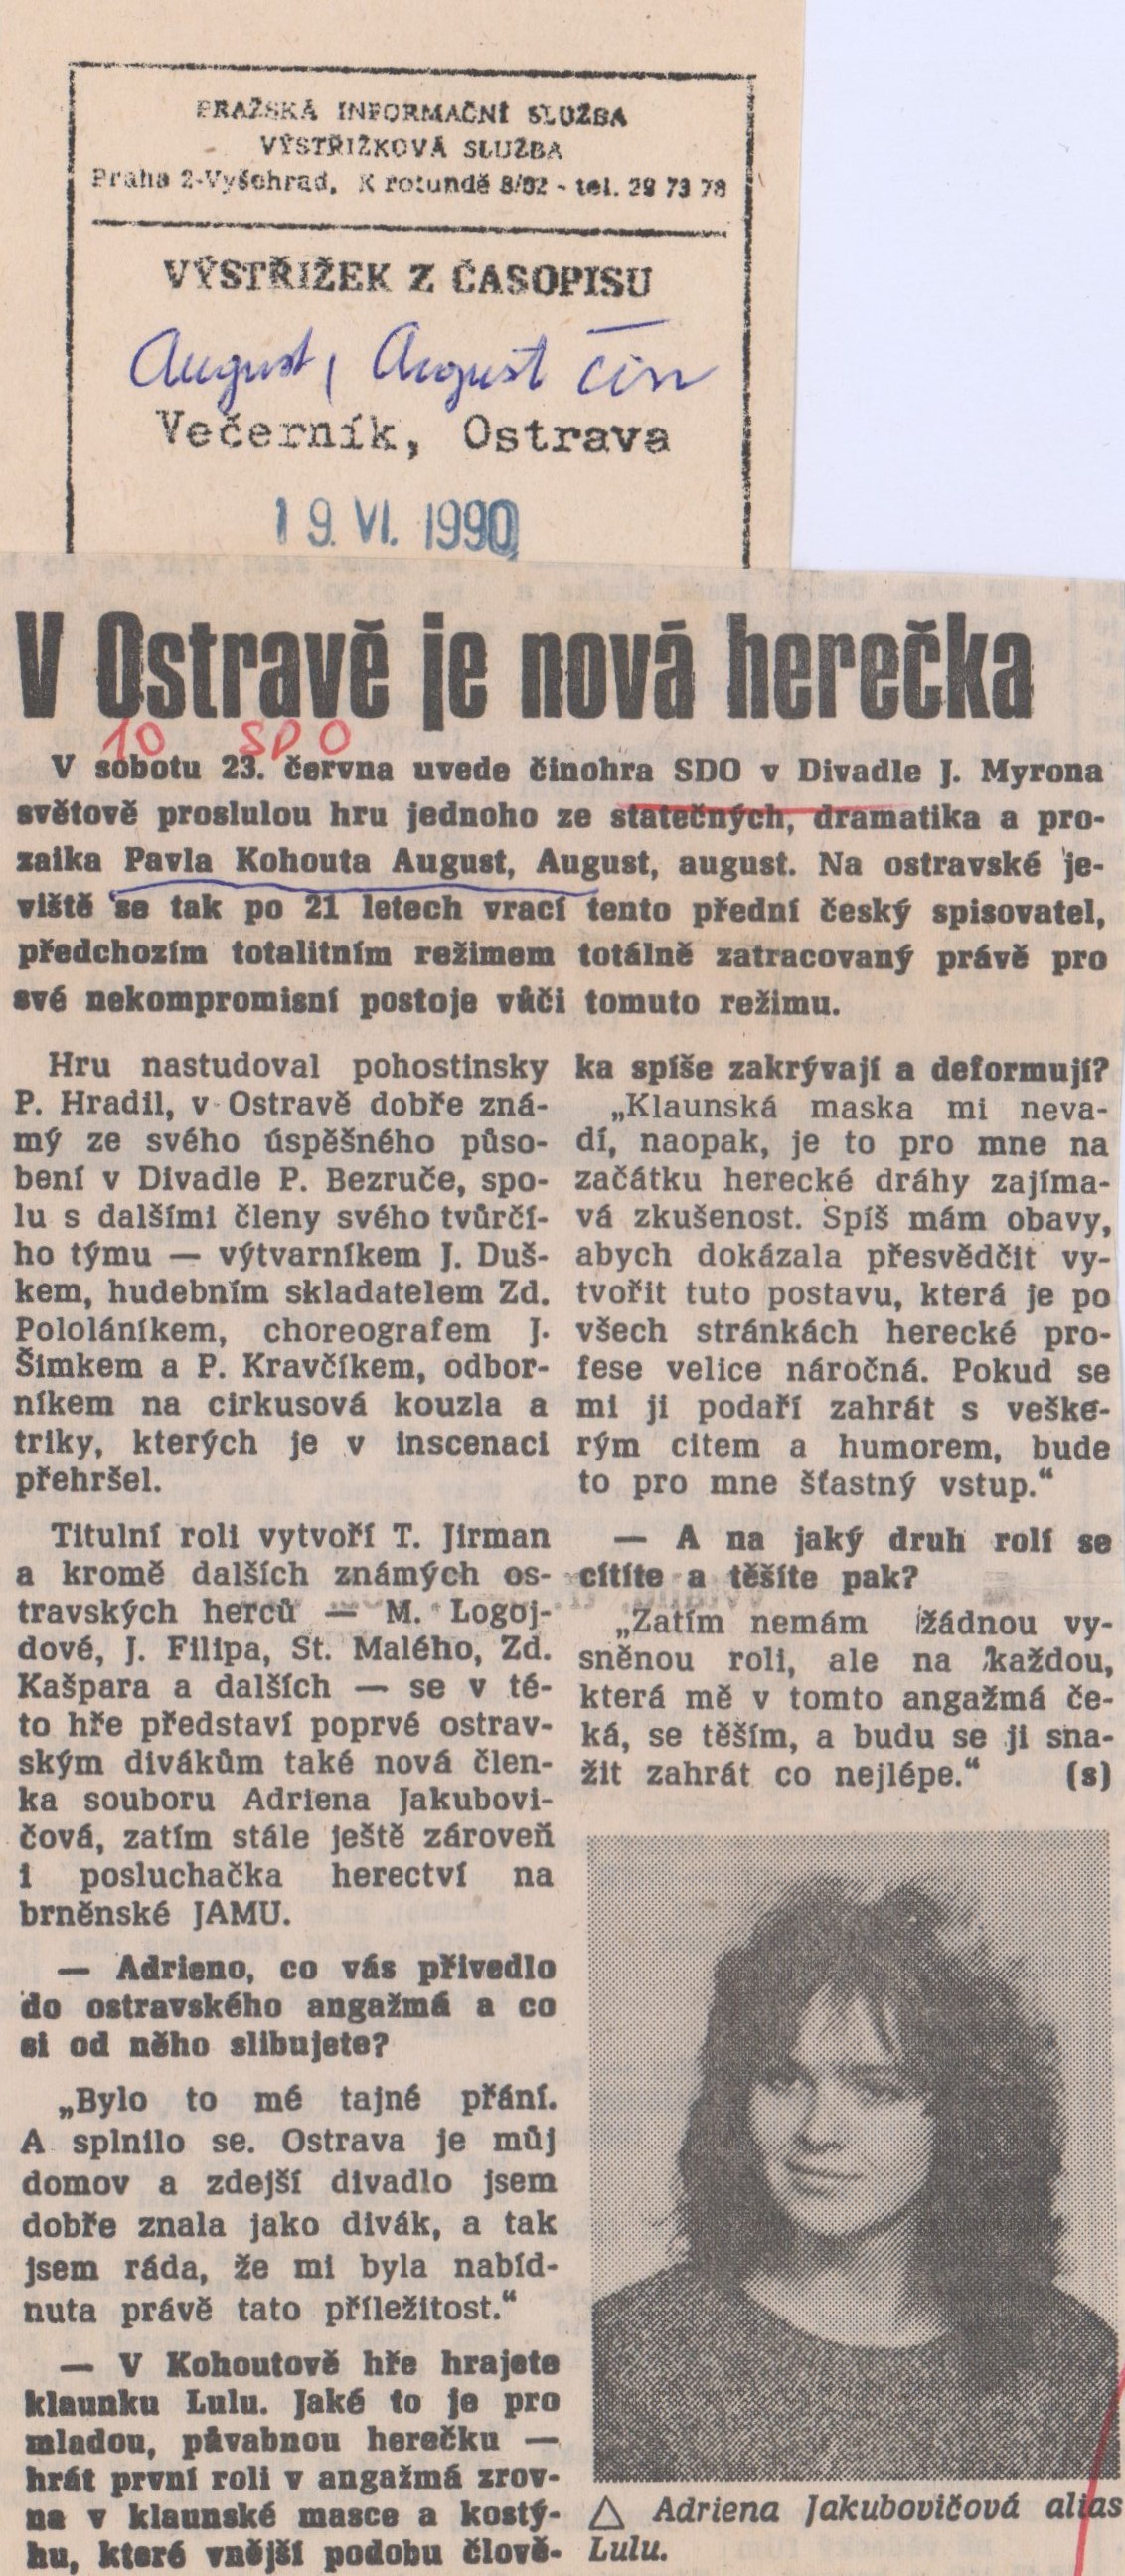 PRAŽSKÁ INFORMAČNÍ SLUŽBA
VÝSTŘIŽKOVÁ SLUŽBA
Praha 2-Vyšehrad, K rotundě 8/82 - tel. 29 73 78
VÝSTŘIŽEK Z ČASOPISU
August, August čin
Večerník, Ostrava
19. VI. 1990
V Ostravě je nová herečka
10 SDO
V sobotu 23. června uvede činohra SDO v Divadle J. Myrona
světově proslulou hru jednoho ze statečných, dramatika a pro-
zaika Pavla Kohouta August, August, august. Na ostravské je-
viště se tak po 21 letech vrací tento přední český spisovatel,
předchozím totalitním režimem totálně zatracovaný právě pro
své nekompromisní postoje vůči tomuto režimu.
Hru nastudoval pohostinsky
P. Hradil, v Ostravě dobře zná-
mý ze svého úspěšného půso-
bení v Divadle P. Bezruče, spo-
lu s dalšími členy svého tvůrčí-
ho týmu — výtvarníkem J. Duš-
kem, hudebním skladatelem Zd.
Pololáníkem, choreografem J.
Šimkem a P. Kravčíkem, odbor-
níkem na cirkusová kouzla a
triky, kterých je v inscenaci
přehršel.
Titulní roli vytvoří T. Jirman
a kromě dalších známých os-
travských herců — M. Logoj-
dové, J. Filipa, St. Malého, Zd.
Kašpara a dalších — se v té-
to hře představí poprvé ostrav-
ským divákům také nová člen-
ka souboru Adriena Jakubovi-
čová, zatím stále ještě zároveň
i posluchačka herectví na
brněnské JAMU.
— Adrieno, co vás přivedlo
do ostravského angažmá a co
si od něho slibujete?
„Bylo to mé tajné přání.
A splnilo se. Ostrava je můj
domov a zdejší divadlo jsem
dobře znala jako divák, a tak
jsem ráda, že mi byla nabíd-
nuta právě tato příležitost.“
— V Kohoutově hře hrajete
klaunku Lulu. Jaké to je pro
mladou, půvabnou herečku —
hrát první roli v angažmá zrov-
na v klaunské masce a kostý-
hu, které vnější podobu člově-
ka spíše zakrývají a deformují?
„Klaunská maska mi neva-
dí, naopak, je to pro mne na
začátku herecké dráhy zajíma-
vá zkušenost. Spíš mám obavy,
abych dokázala přesvědčit vy-
tvořit tuto postavu, která je po
všech stránkách herecké pro-
fese velice náročná. Pokud se
mi ji podaří zahrát s veške-
rým citem a humorem, bude
to pro mne šťastný vstup.“
— A na jaký druh rolí se
cítíte a těšíte pak?
„Zatím nemám žádnou vy-
sněnou roli, ale na každou,
která mě v tomto angažmá če-
ká, se těším, a budu se ji sna-
žit zahrát co nejlépe.“ (s)
△ Adriena Jakubovičová alias
Lulu.